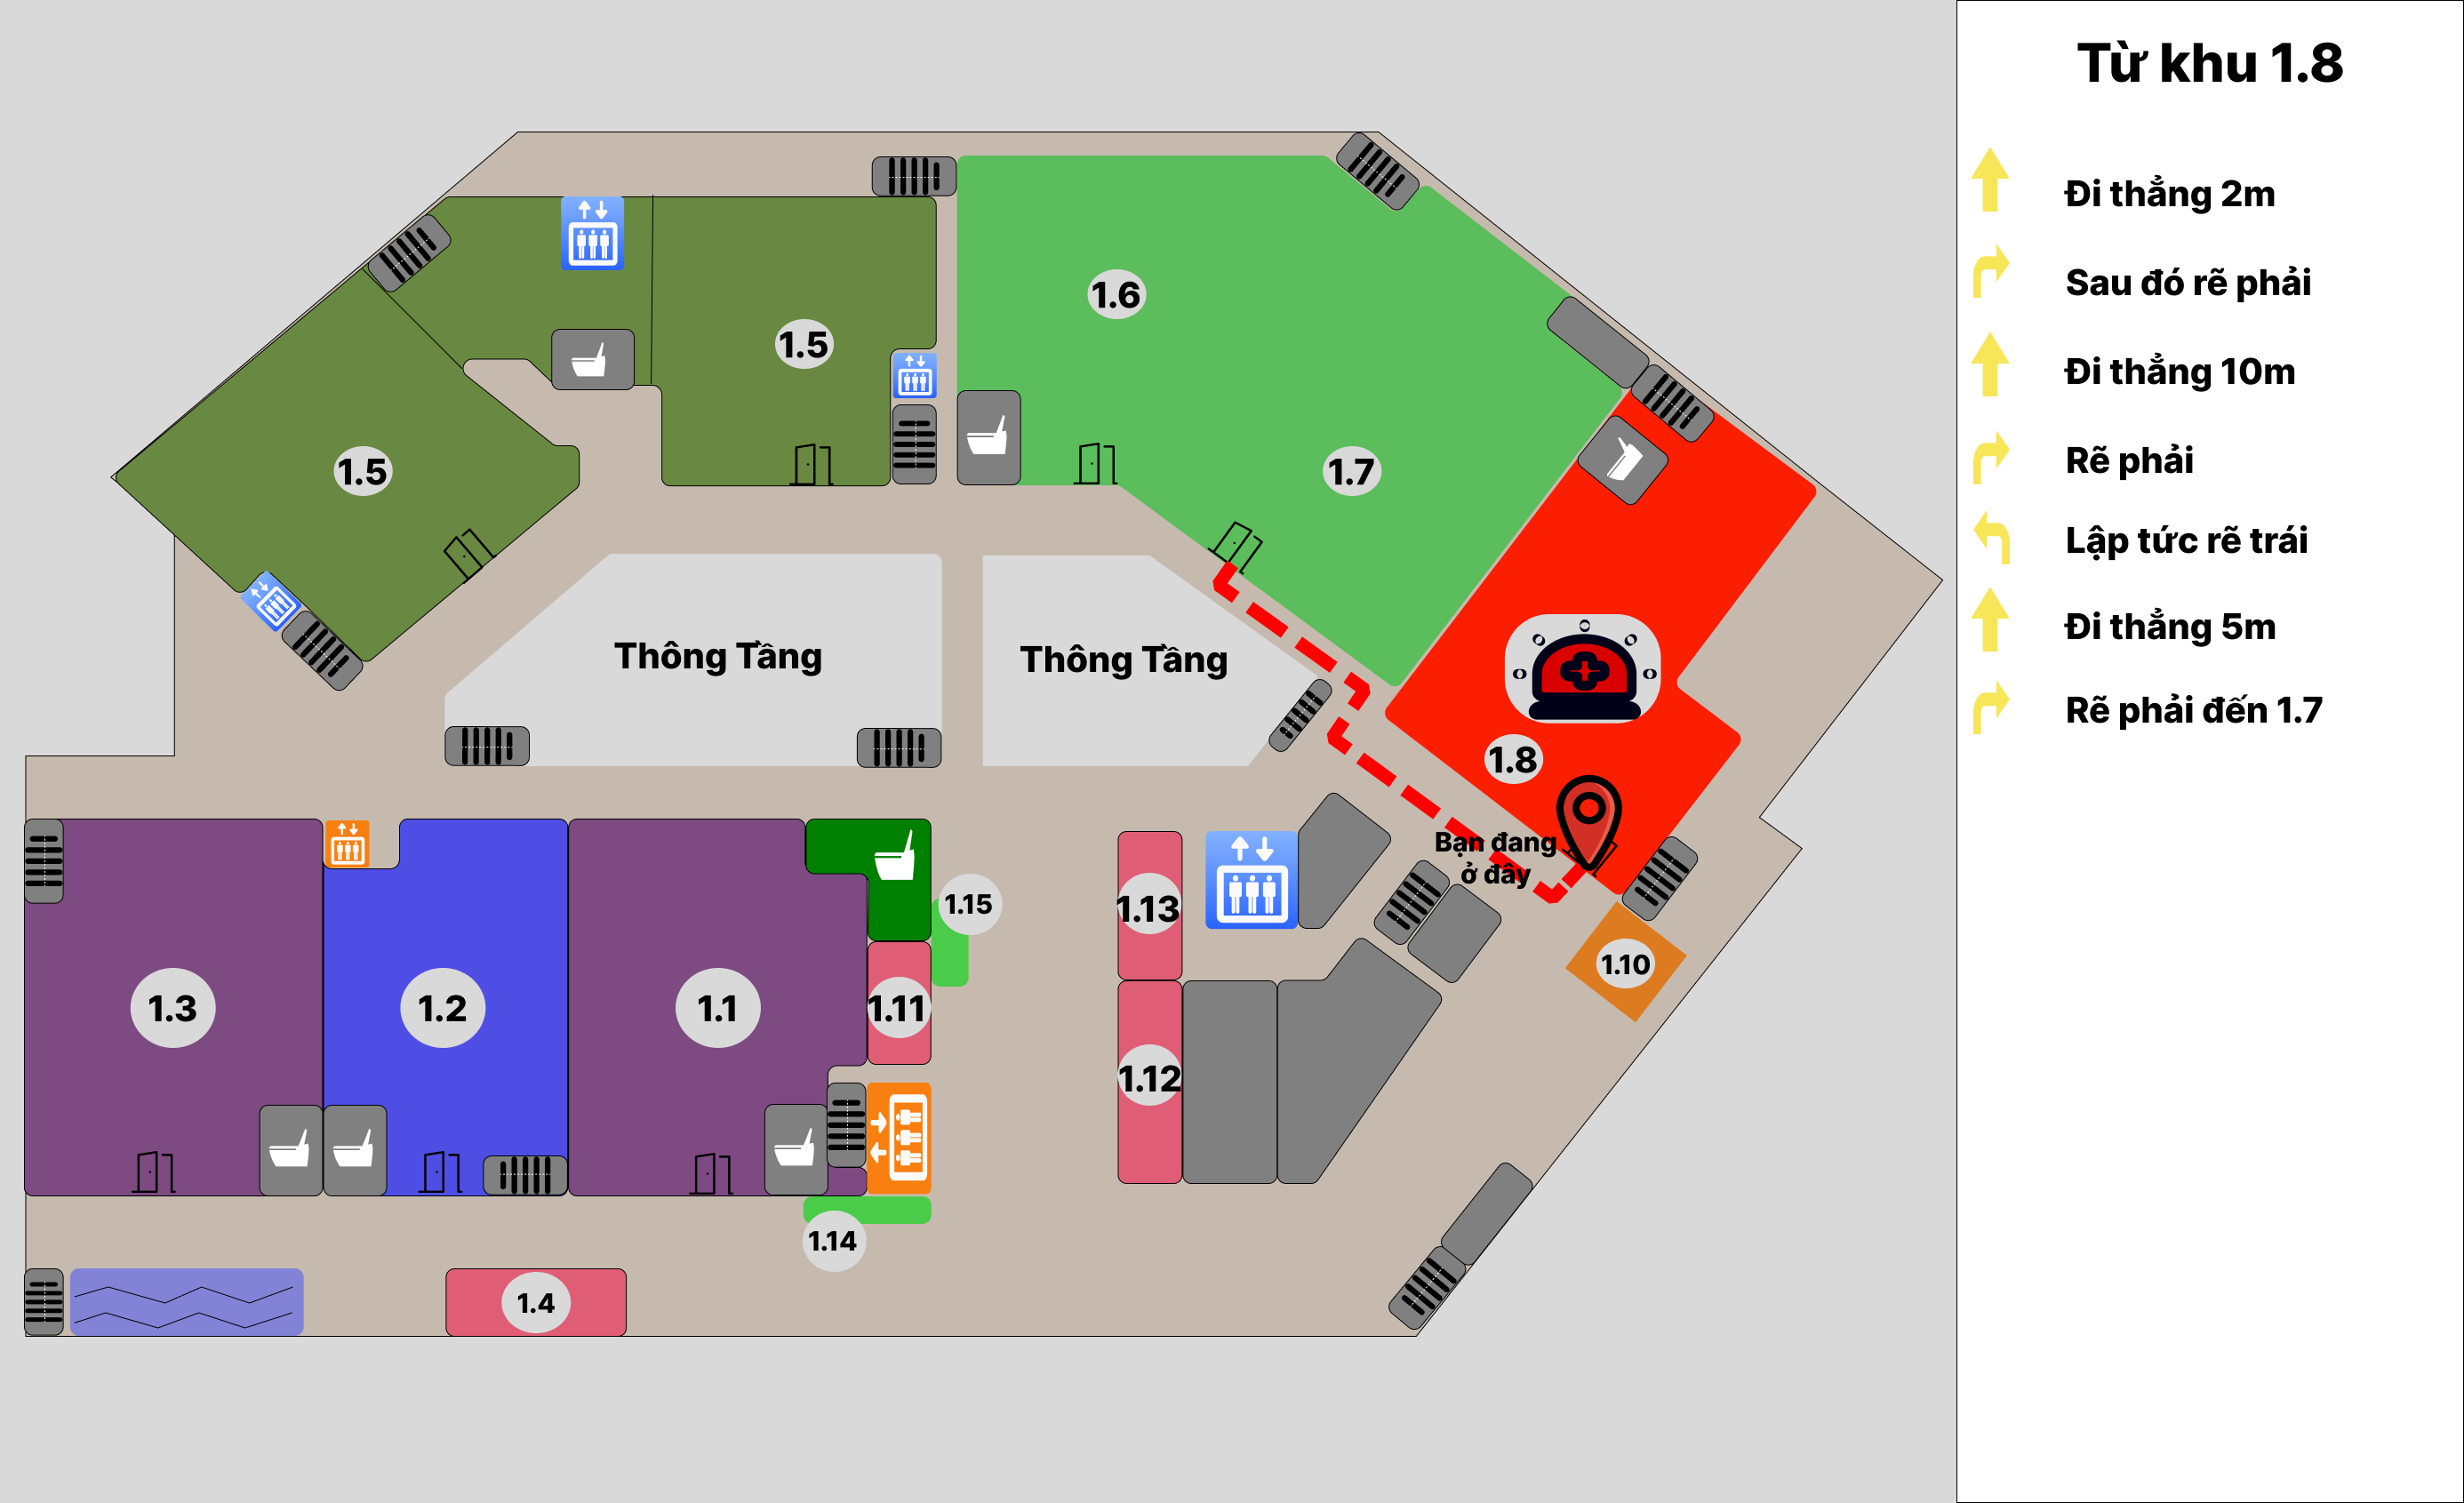 Từ khu 1.8
Đi thẳng 2m
Sau đó rẽ phải
Đi thẳng 10m
Rẽ phải
Lập tức rẽ trái
Đi thẳng 5m
Rẽ phải đến 1.7
1.6
1.5
1.5
1.7
Thông Tầng
Thông Tầng
1.8
Bạn đang
ở đây
1.15
1.13
1.10
1.3
1.2
1.1
1.11
1.12
1.14
1.4